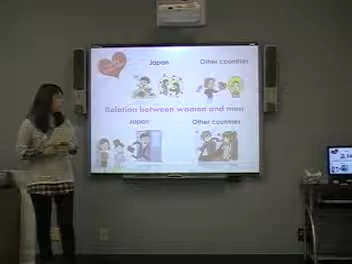 Japan
Other countries
Relation between women and men
Japan
Other countries